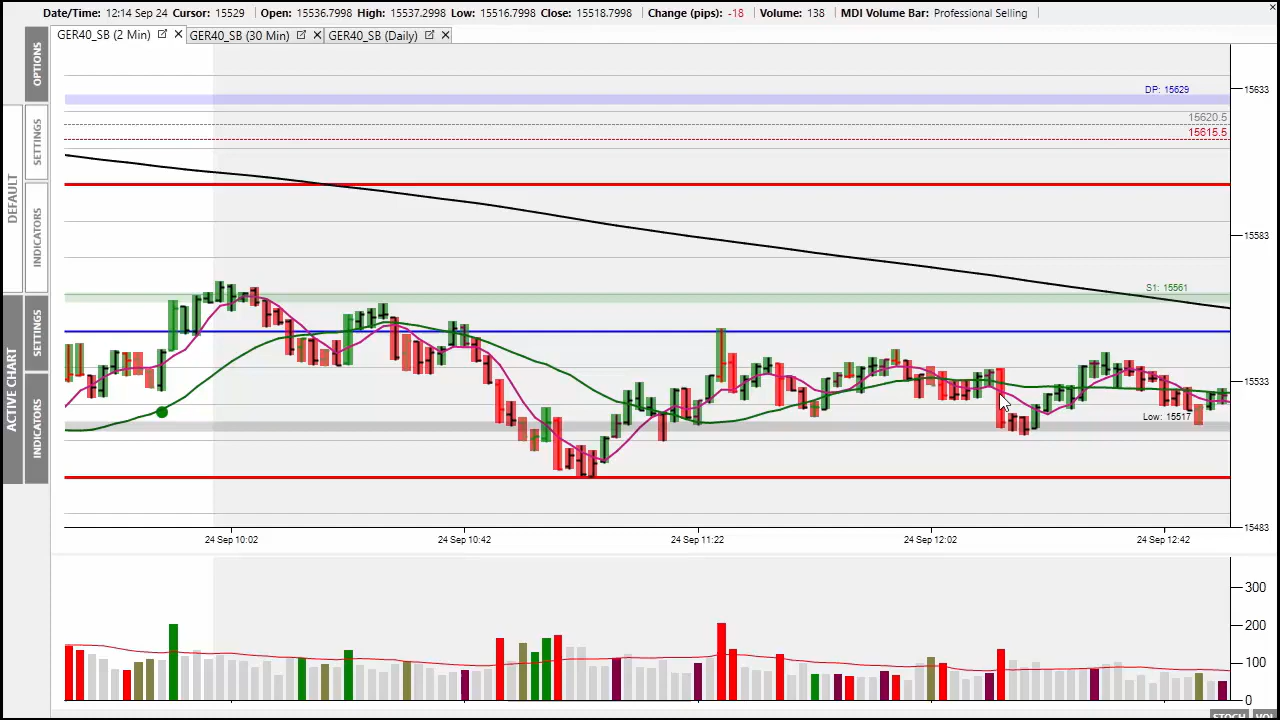 Date/Time: 12:14 Sep 24 Cursor: 15529 Open: 15536.7998 High: 15537.2998 Low: 15516.7998 Close: 15518.7998 Change (pips): -18 Volume: 138 MDI Volume Bar: Professional Selling
GER40_SB (2 Min) GER40_SB (30 Min) GER40_SB (Daily)
OPTIONS
SETTINGS
DEFAULT
INDICATORS
SETTINGS
ACTIVE CHART
INDICATORS
DP: 15629
15633
15620.5
15615.5
15583
S1: 15561
15533
Low: 15517
15483
24 Sep 10:02 24 Sep 10:42 24 Sep 11:22 24 Sep 12:02 24 Sep 12:42
300
200
100
0
STOCH VOL